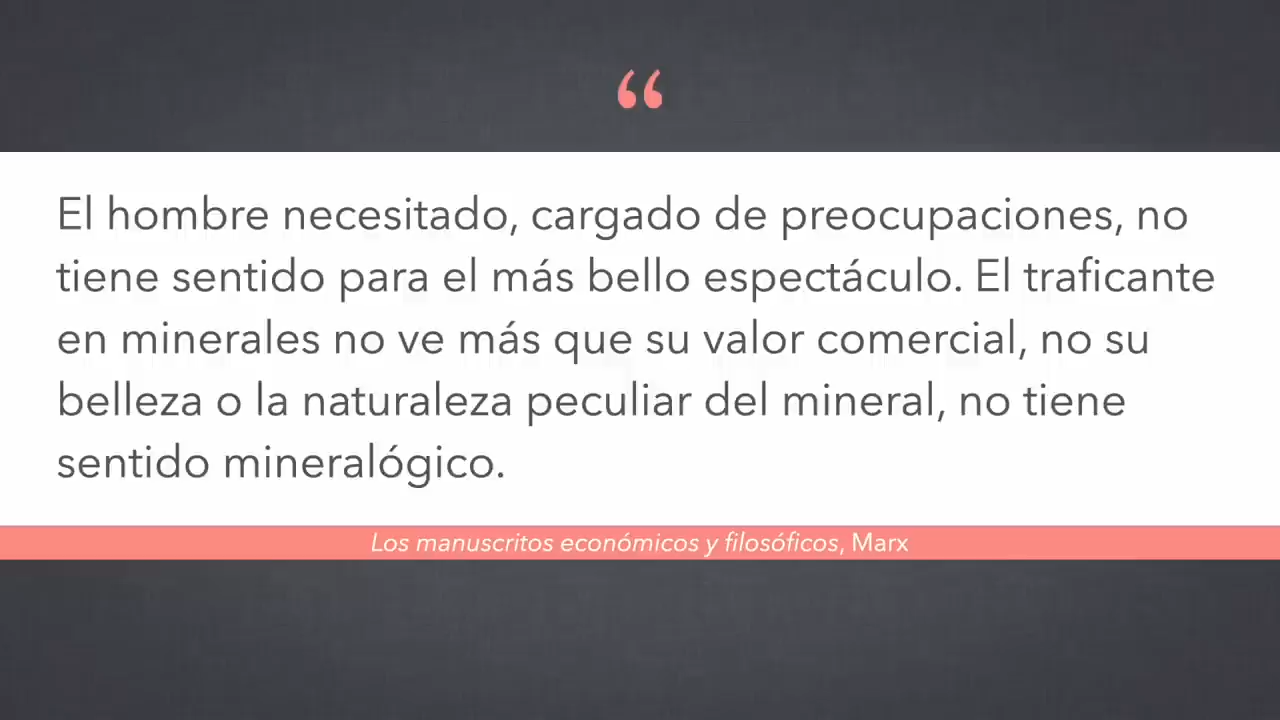 “
El hombre necesitado, cargado de preocupaciones, no
tiene sentido para el más bello espectáculo. El traficante
en minerales no ve más que su valor comercial, no su
belleza o la naturaleza peculiar del mineral, no tiene
sentido mineralógico.
Los manuscritos económicos y filosóficos, Marx